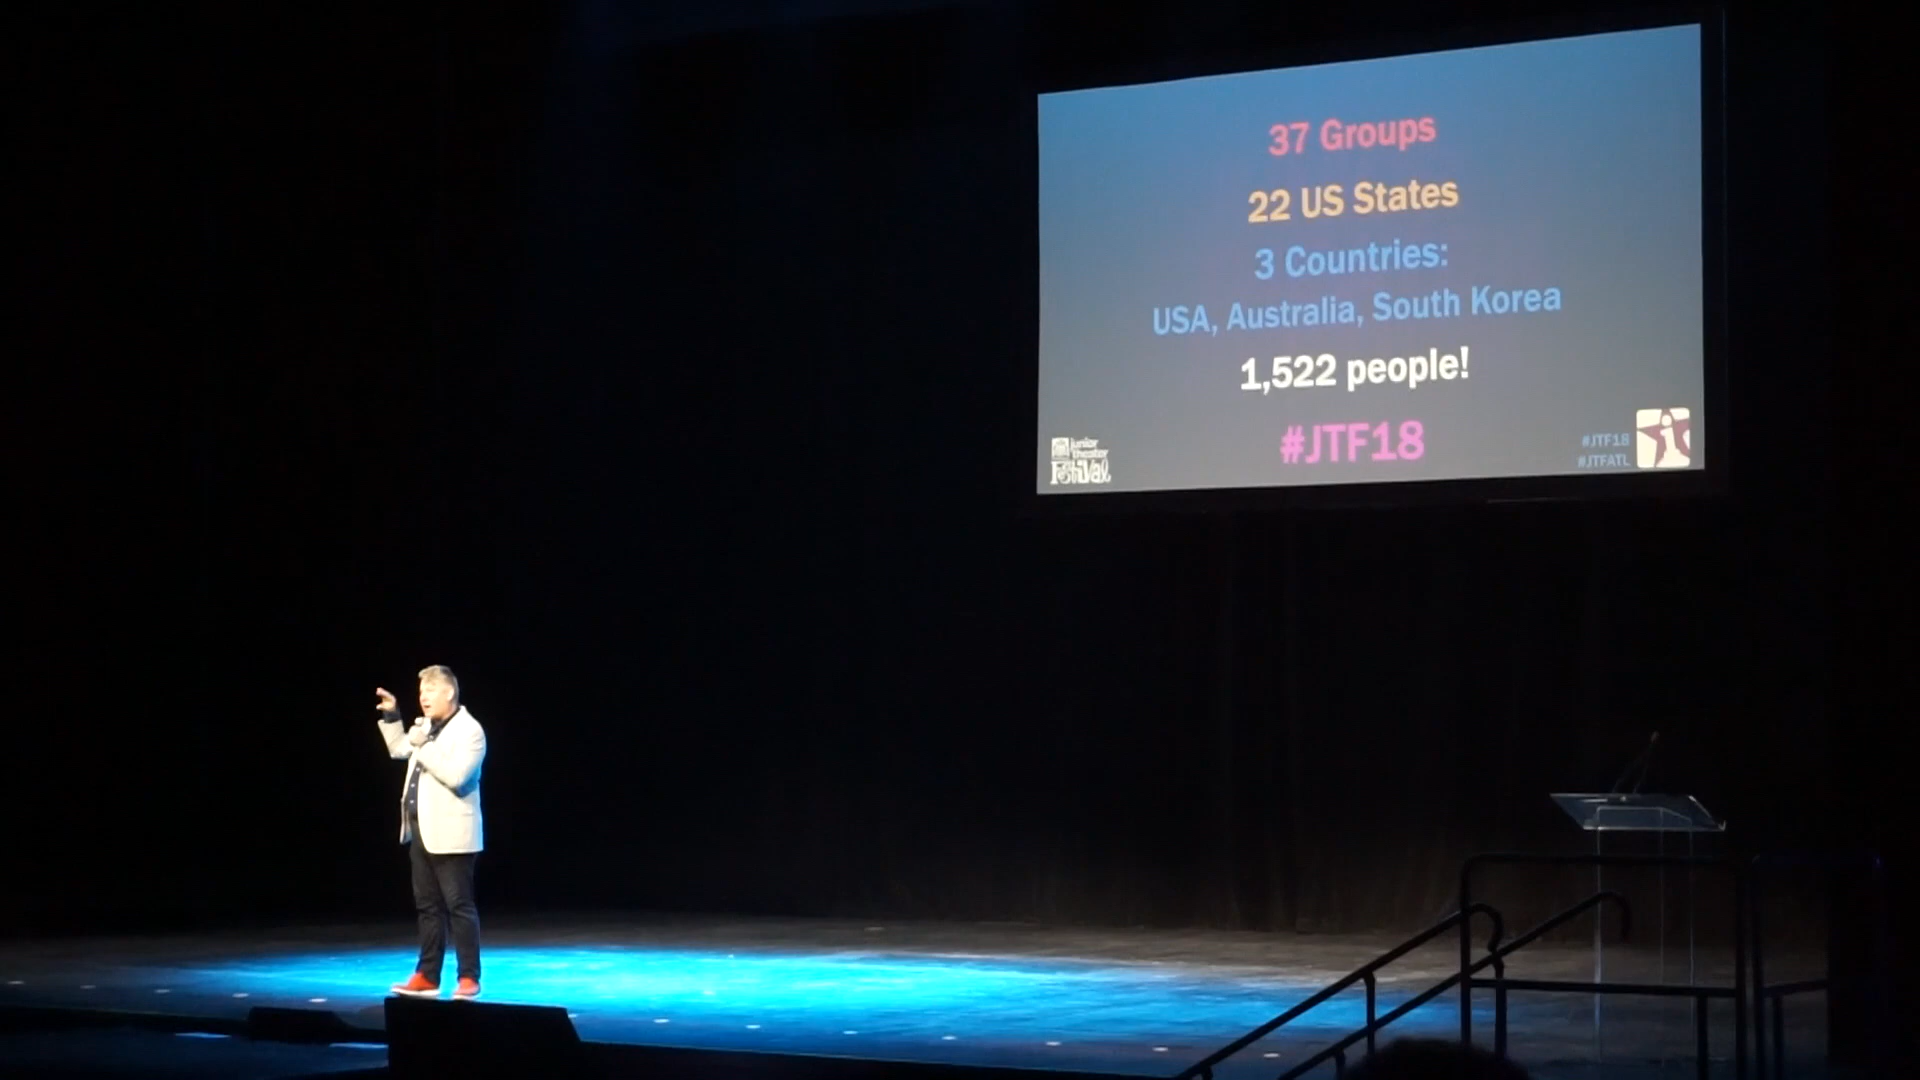 37 Groups
22 US States
3 Countries:
USA, Australia, South Korea
1,522 people!
#JTF18
junior
theater
FeStiVal
#JTF18
#JTFATL
i